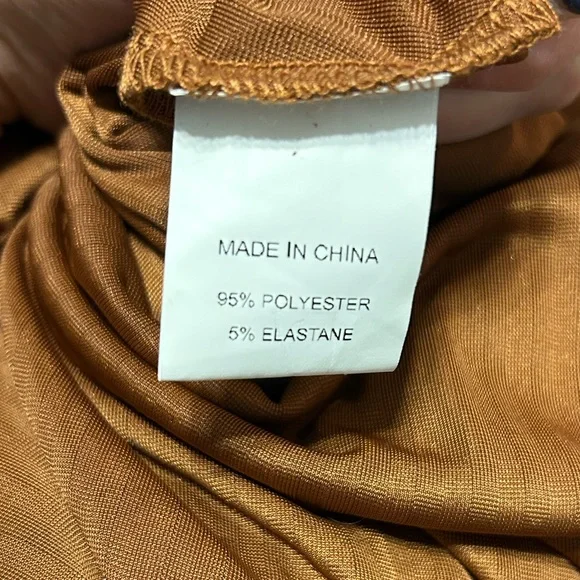 MADE IN CHINA
95% POLYESTER
5% ELASTANE